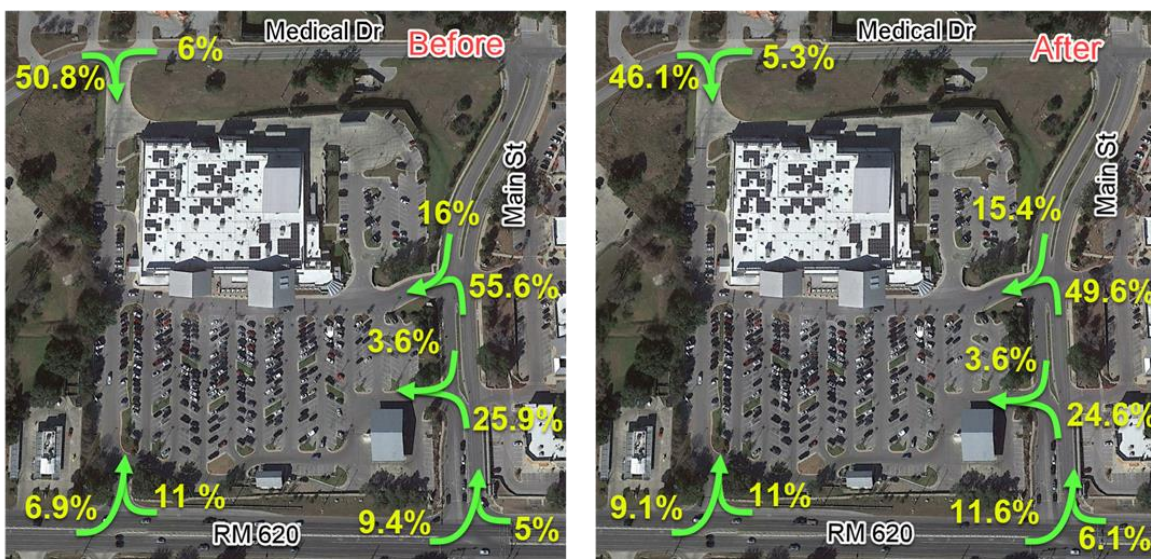 Medical Dr
Before
6%
50.8%
Main St
16%
55.6%
3.6%
25.9%
6.9%
11 %
9.4%
5%
RM 620
Medical Dr
After
5.3%
46.1%
Main St
15.4%
49.6%
3.6%
24.6%
9.1%
11%
11.6%
6.1%
RM 620